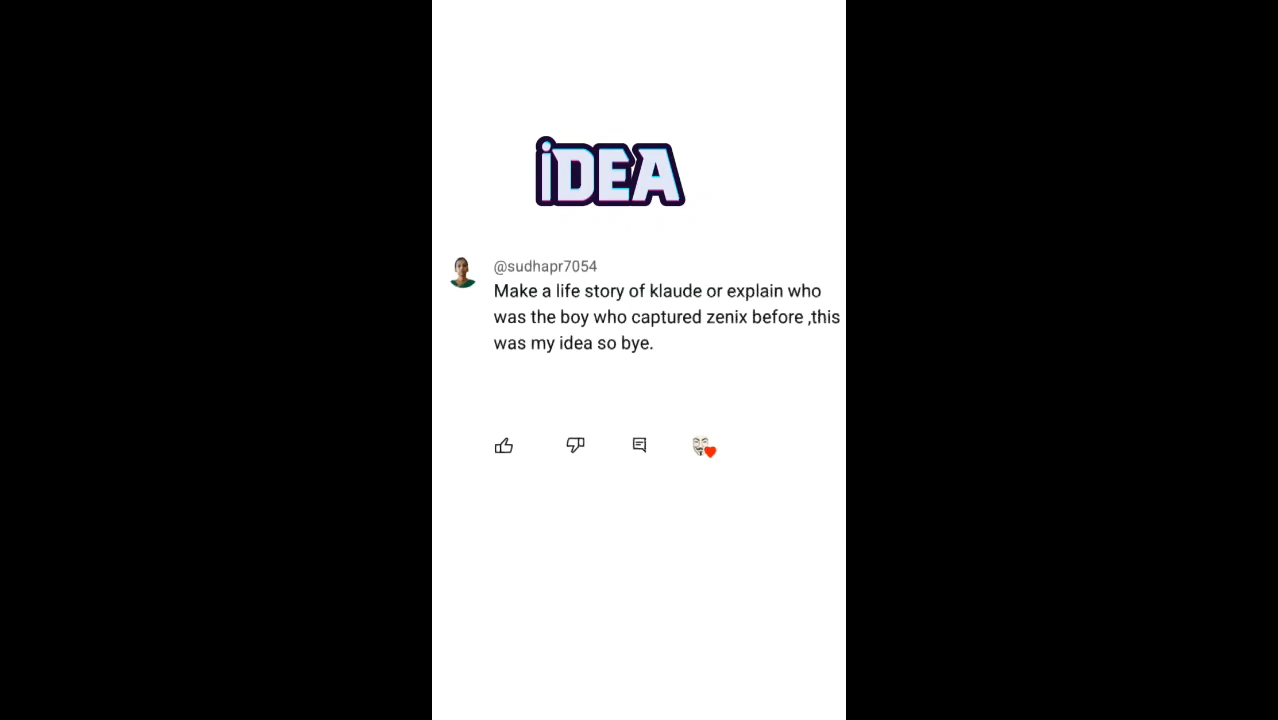 iDEA
@sudhapr7054
Make a life story of klaude or explain who
was the boy who captured zenix before ,this
was my idea so bye.